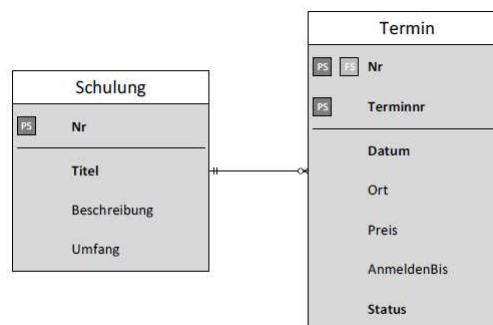 Schulung
PS Nr
Titel
Beschreibung
Umfang
Termin
PS FS Nr
PS Terminnr
Datum
Ort
Preis
AnmeldenBis
Status